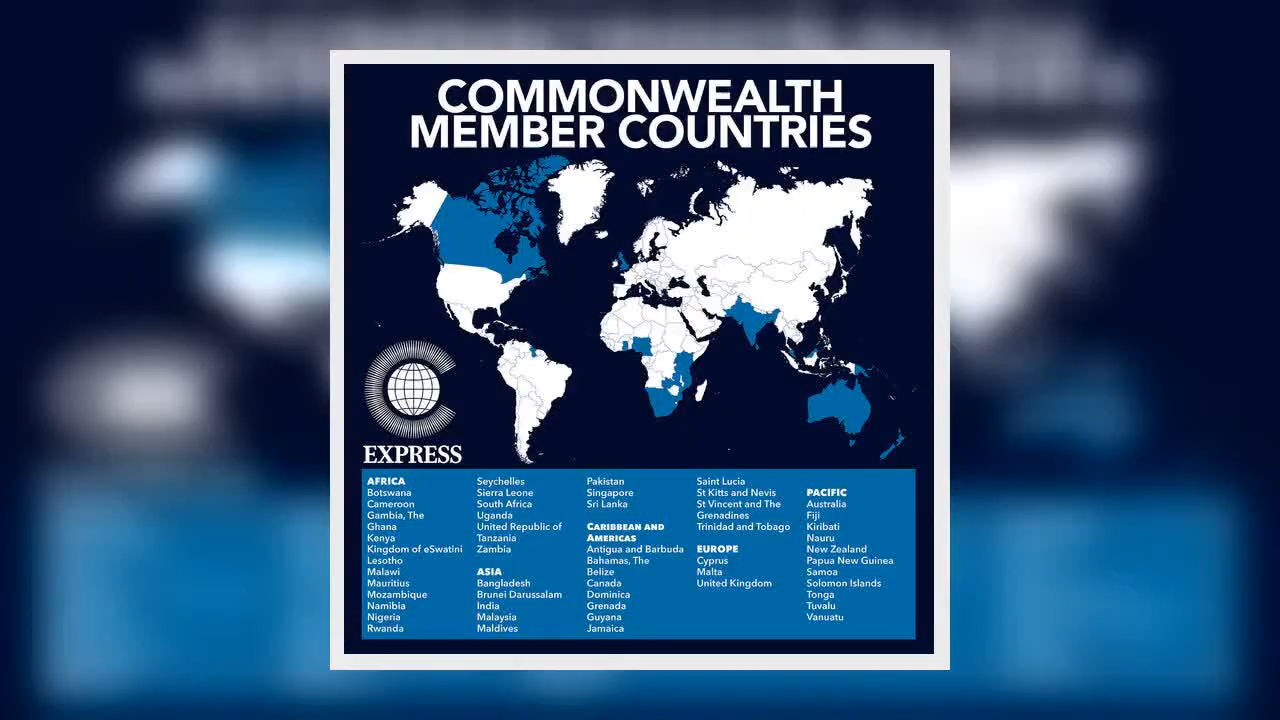 COMMONWEALTH
MEMBER COUNTRIES
EXPRESS
AFRICA
Botswana
Cameroon
Gambia, The
Ghana
Kenya
Kingdom of eSwatini
Lesotho
Malawi
Mauritius
Mozambique
Namibia
Nigeria
Rwanda
Seychelles
Sierra Leone
South Africa
Uganda
United Republic of
Tanzania
Zambia
ASIA
Bangladesh
Brunei Darussalam
India
Malaysia
Maldives
Pakistan
Singapore
Sri Lanka
CARIBBEAN AND
AMERICAS
Antigua and Barbuda
Bahamas, The
Belize
Canada
Dominica
Grenada
Guyana
Jamaica
Saint Lucia
St Kitts and Nevis
St Vincent and The
Grenadines
Trinidad and Tobago
EUROPE
Cyprus
Malta
United Kingdom
PACIFIC
Australia
Fiji
Kiribati
Nauru
New Zealand
Papua New Guinea
Samoa
Solomon Islands
Tonga
Tuvalu
Vanuatu